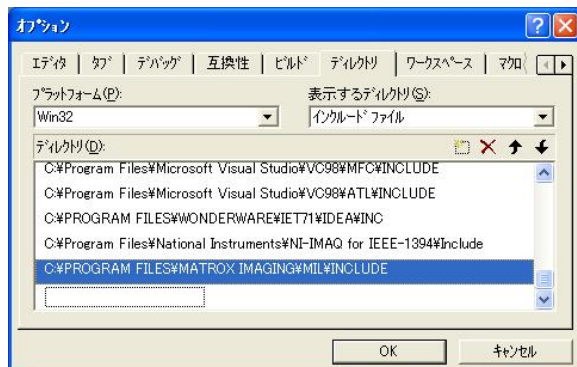 オプション
エディタ タブ デバッグ 互換性 ビルド ディレクトリ ワークスペース マクロ
プラットフォーム(P): 表示するディレクトリ(S):
Win32 インクルード ファイル
ディレクトリ(D):
C:¥Program Files¥Microsoft Visual Studio¥VC98¥MFC¥INCLUDE
C:¥Program Files¥Microsoft Visual Studio¥VC98¥ATL¥INCLUDE
C:¥PROGRAM FILES¥WONDERWARE¥IET71¥IDEA¥INC
C:¥Program Files¥National Instruments¥NI-IMAQ for IEEE-1394¥Include
C:¥PROGRAM FILES¥MATROX IMAGING¥MIL¥INCLUDE
OK キャンセル